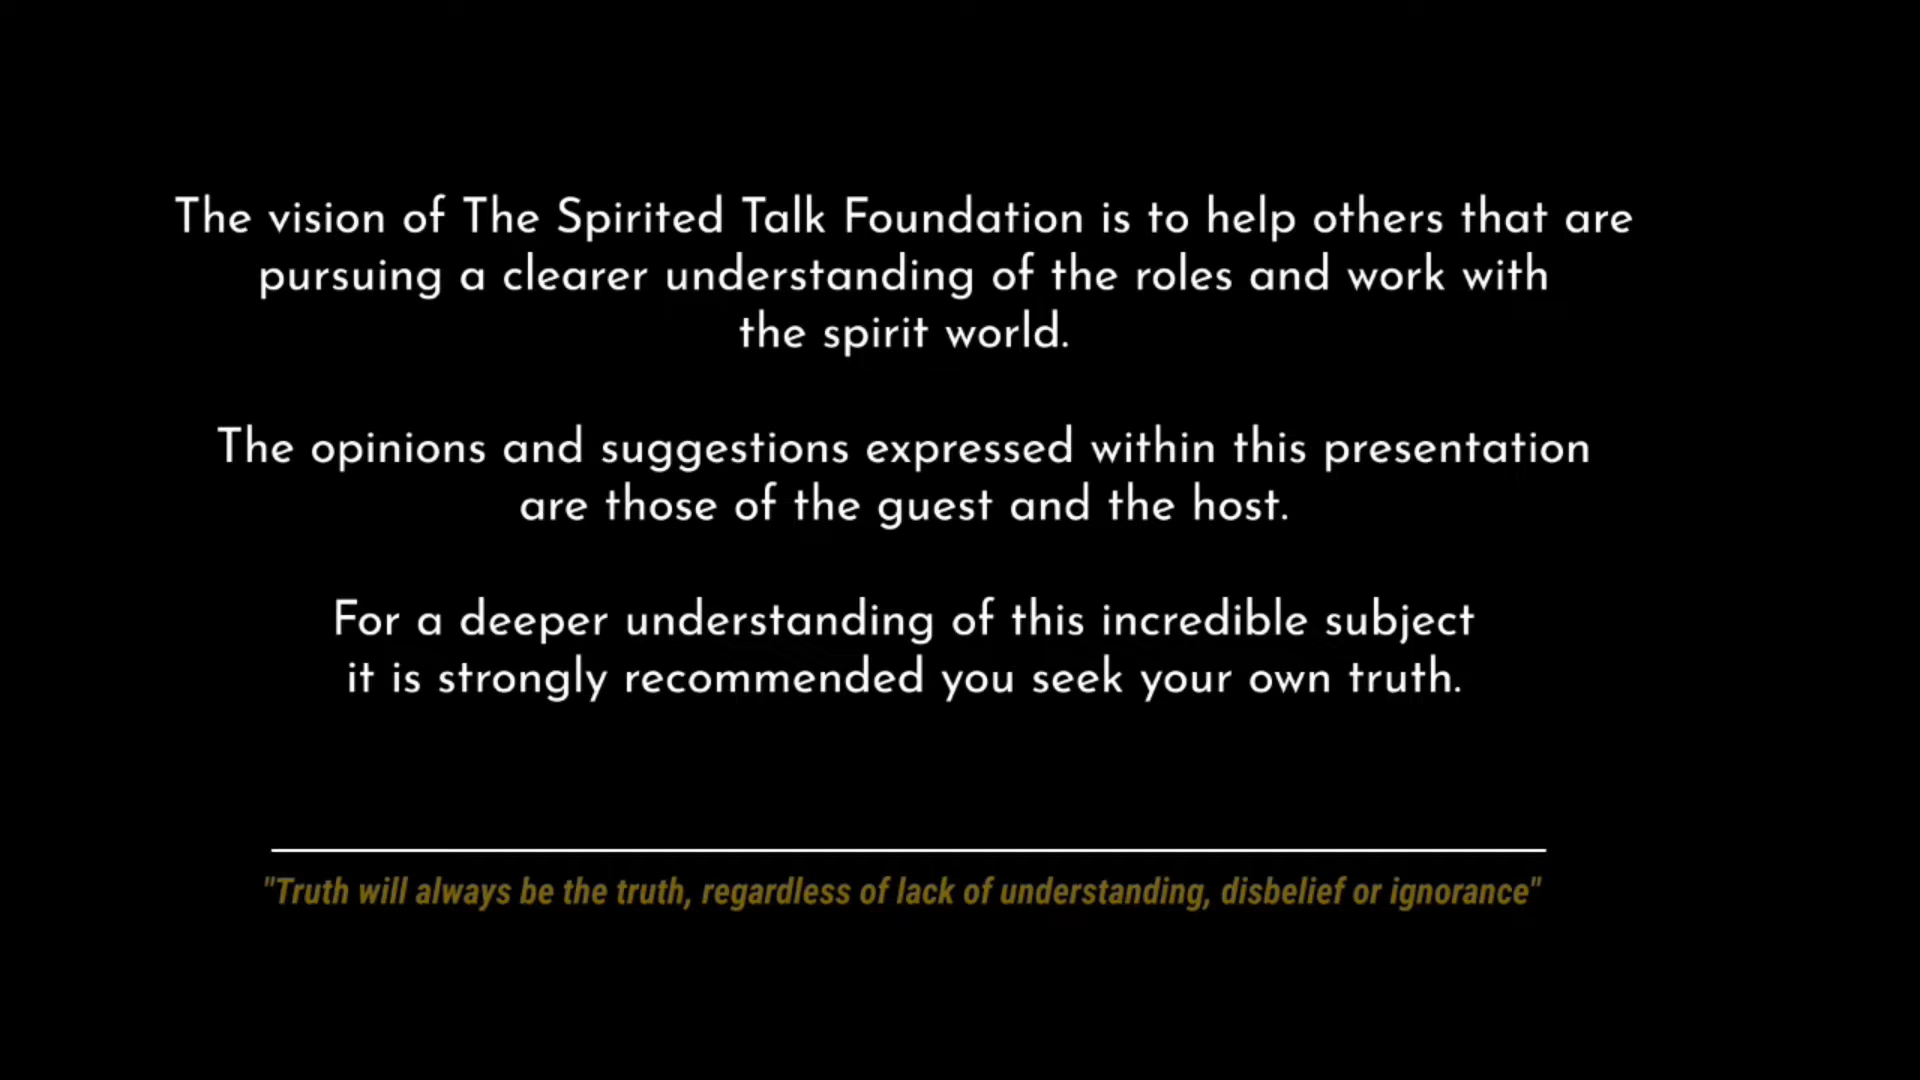 The vision of The Spirited Talk Foundation is to help others that are
pursuing a clearer understanding of the roles and work with
the spirit world.
The opinions and suggestions expressed within this presentation
are those of the guest and the host.
For a deeper understanding of this incredible subject
it is strongly recommended you seek your own truth.
"Truth will always be the truth, regardless of lack of understanding, disbelief or ignorance"